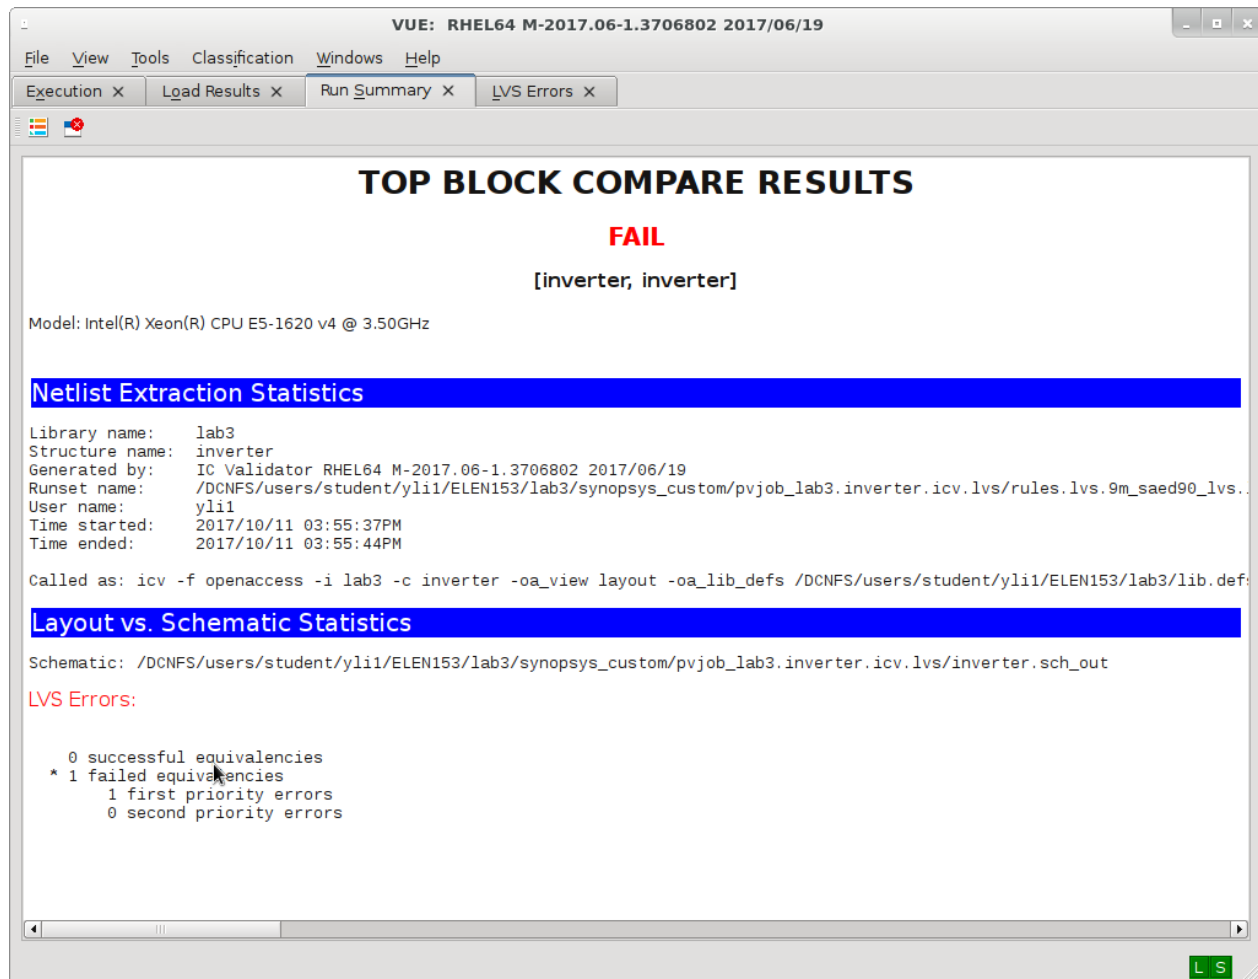 VUE: RHEL64 M-2017.06-1.3706802 2017/06/19
File View Tools Classification Windows Help
Execution Load Results Run Summary LVS Errors
TOP BLOCK COMPARE RESULTS
FAIL
[inverter, inverter]
Model: Intel(R) Xeon(R) CPU E5-1620 v4 @ 3.50GHz
Netlist Extraction Statistics
Library name: lab3
Structure name: inverter
Generated by: IC Validator RHEL64 M-2017.06-1.3706802 2017/06/19
Runset name: /DCNFS/users/student/yli1/ELEN153/lab3/synopsys_custom/pvjob_lab3.inverter.icv.lvs/rules.lvs.9m_saed90_lvs..
User name: yli1
Time started: 2017/10/11 03:55:37PM
Time ended: 2017/10/11 03:55:44PM
Called as: icv -f openaccess -i lab3 -c inverter -oa_view layout -oa_lib_defs /DCNFS/users/student/yli1/ELEN153/lab3/lib.defs
Layout vs. Schematic Statistics
Schematic: /DCNFS/users/student/yli1/ELEN153/lab3/synopsys_custom/pvjob_lab3.inverter.icv.lvs/inverter.sch_out
LVS Errors:
0 successful equivalencies
* 1 failed equivalencies
1 first priority errors
0 second priority errors
L S